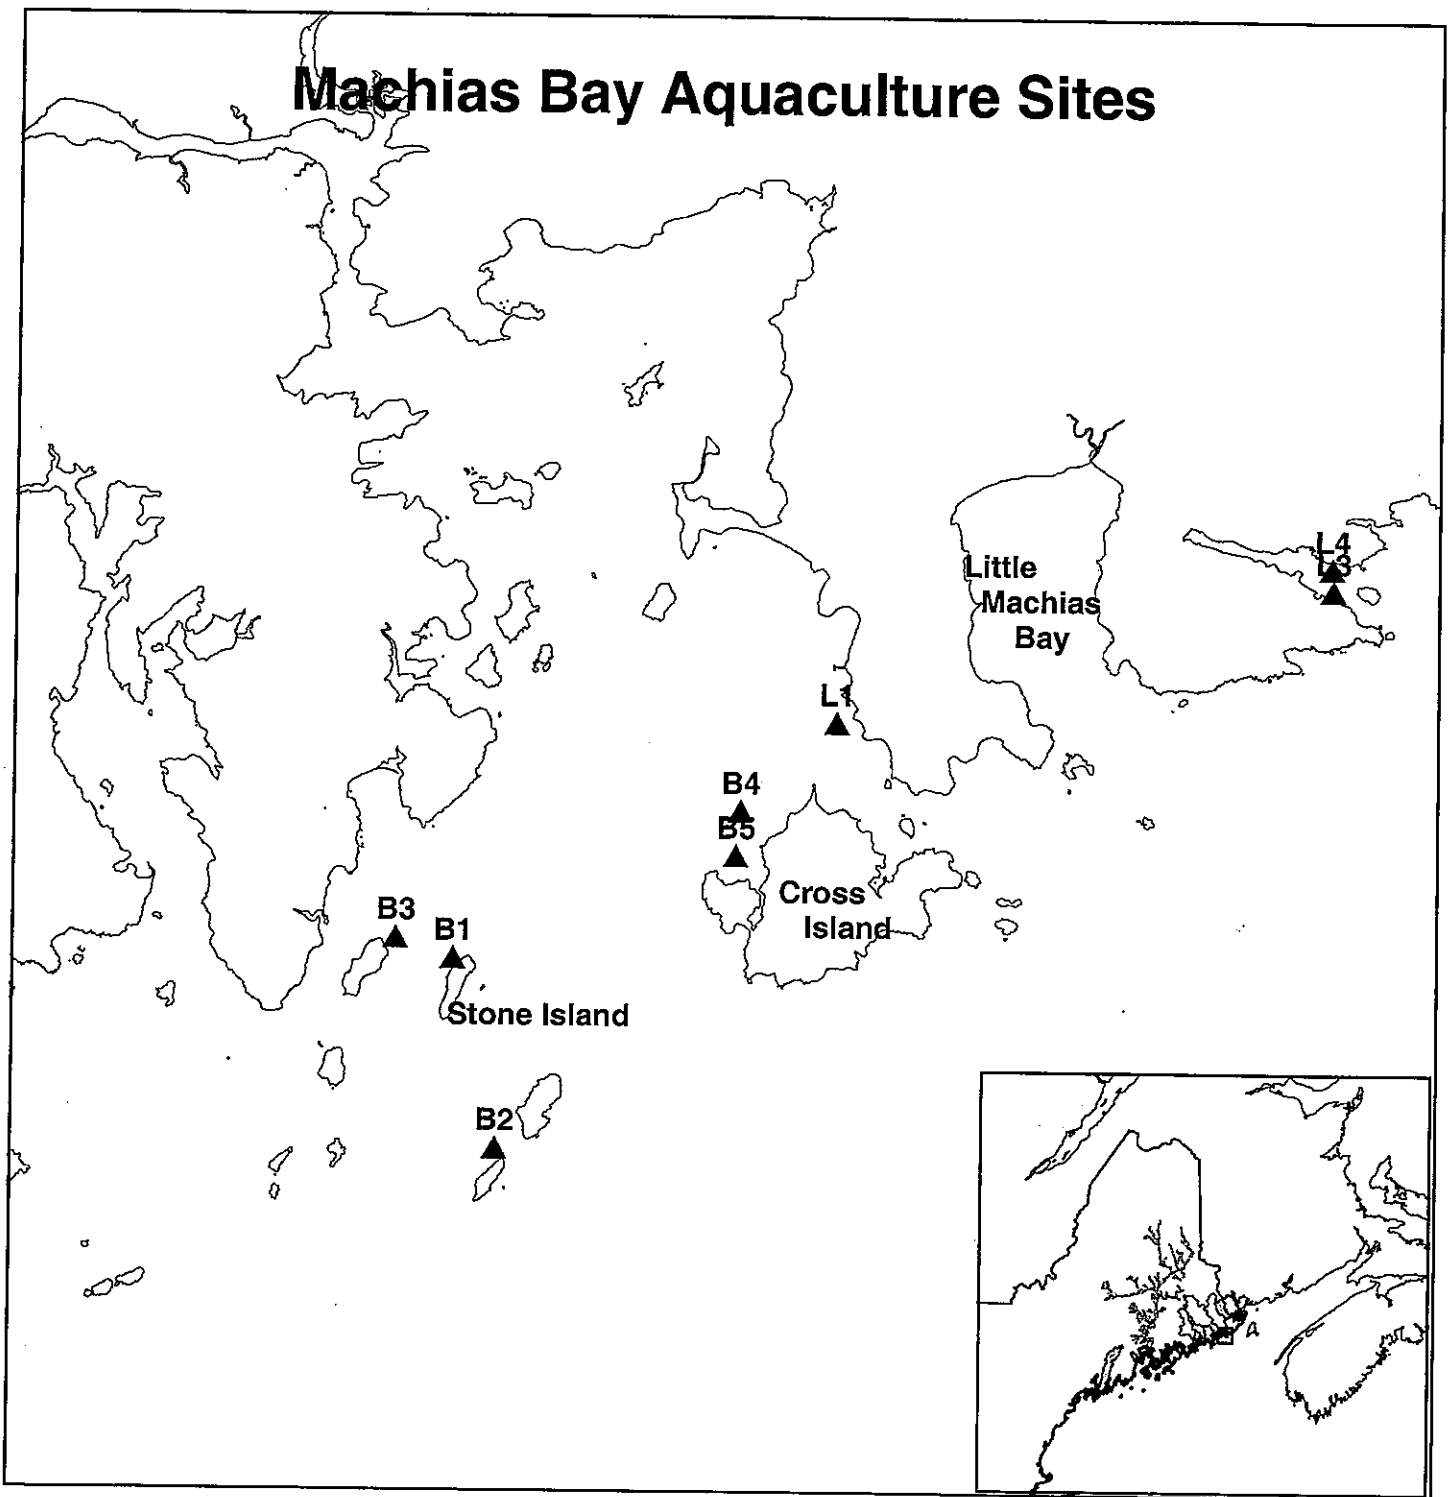 Machias Bay Aquaculture Sites
L4
L3
Little
Machias
Bay
L1
B4
B5
Cross
Island
B3
B1
Stone Island
B2